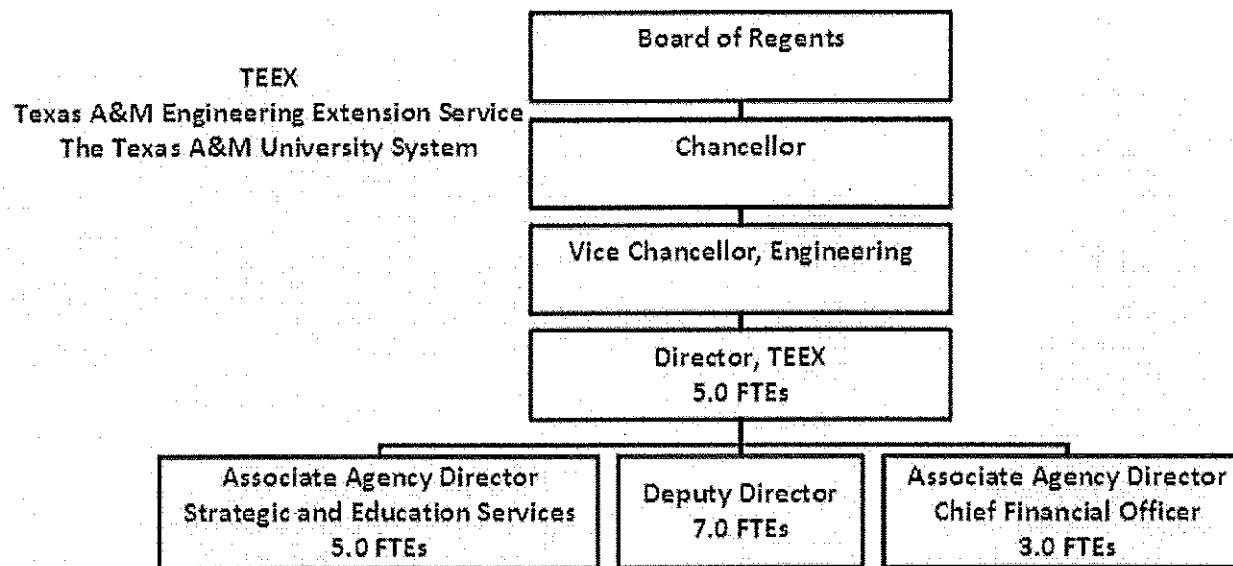 TEEX
Texas A&M Engineering Extension Service
The Texas A&M University System
Board of Regents
Chancellor
Vice Chancellor, Engineering
Director, TEEX
5.0 FTEs
Associate Agency Director
Strategic and Education Services
5.0 FTEs
Deputy Director
7.0 FTEs
Associate Agency Director
Chief Financial Officer
3.0 FTEs